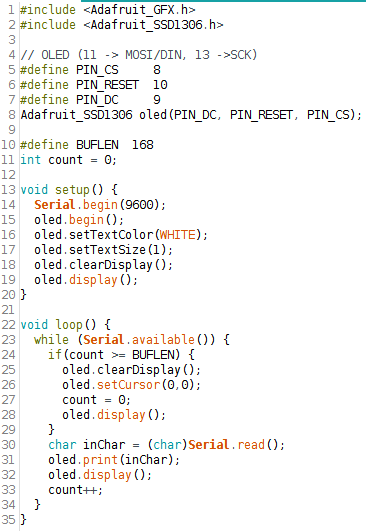 1 #include <Adafruit_GFX.h>
2 #include <Adafruit_SSD1306.h>
3
4 // OLED (11 -> MOSI/DIN, 13 ->SCK)
5 #define PIN_CS     8
6 #define PIN_RESET  10
7 #define PIN_DC     9
8 Adafruit_SSD1306 oled(PIN_DC, PIN_RESET, PIN_CS);
9
10 #define BUFLEN  168
11 int count = 0;
12
13 void setup() {
14   Serial.begin(9600);
15   oled.begin();
16   oled.setTextColor(WHITE);
17   oled.setTextSize(1);
18   oled.clearDisplay();
19   oled.display();
20 }
21
22 void loop() {
23   while (Serial.available()) {
24     if(count >= BUFLEN) {
25       oled.clearDisplay();
26       oled.setCursor(0,0);
27       count = 0;
28       oled.display();
29     }
30     char inChar = (char)Serial.read();
31     oled.print(inChar);
32     oled.display();
33     count++;
34   }
35 }